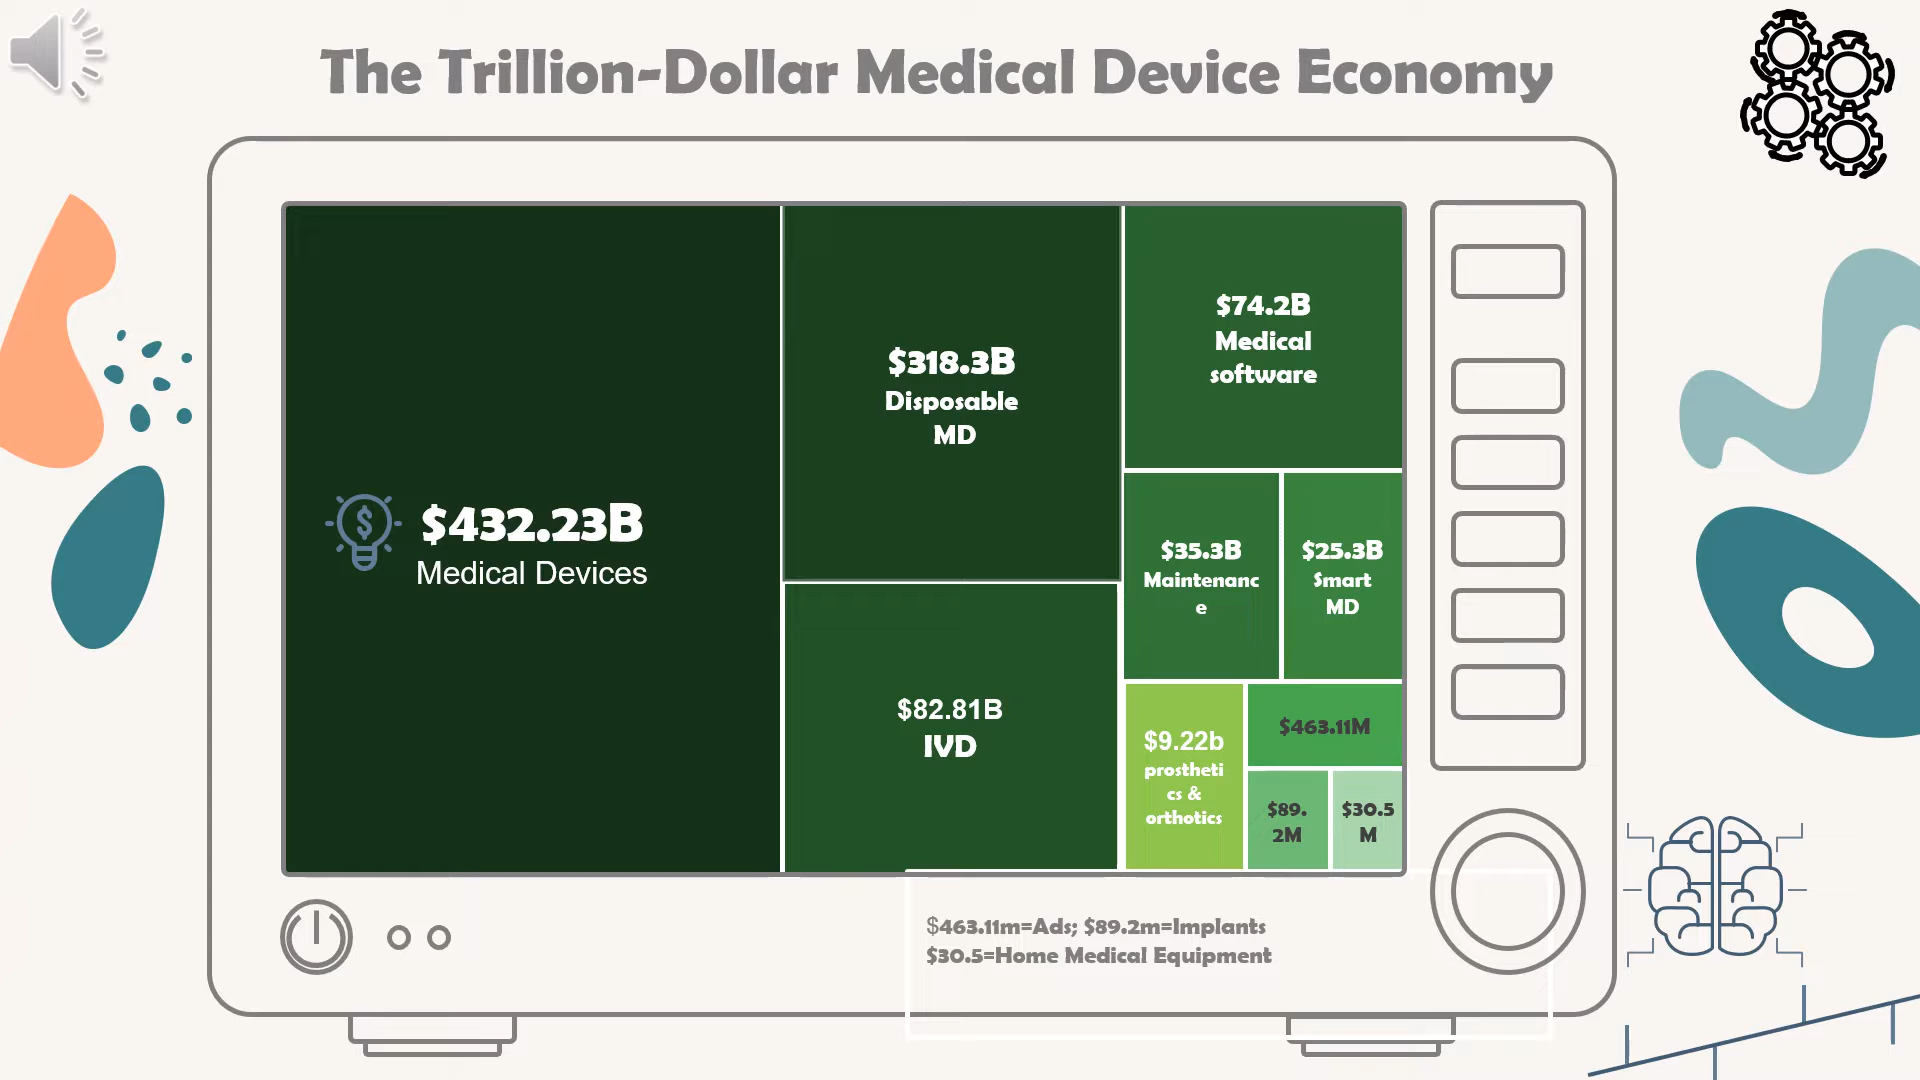 The Trillion-Dollar Medical Device Economy
$432.23B
Medical Devices
$318.3B
Disposable
MD
$82.81B
IVD
$74.2B
Medical
software
$35.3B
Maintenanc
e
$25.3B
Smart
MD
$9.22b
prostheti
cs &
orthotics
$463.11M
$89.
2M
$30.5
M
$463.11m=Ads; $89.2m=Implants
$30.5=Home Medical Equipment